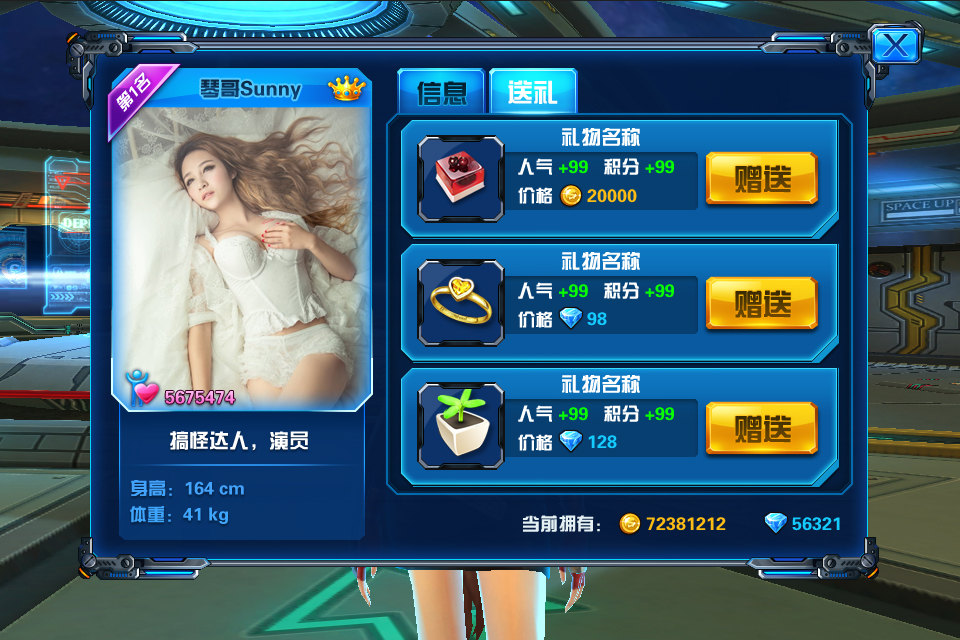 第1名
琴哥Sunny
5675474
搞怪达人，演员
身高：164 cm
体重：41 kg
信息
送礼
礼物名称
人气 +99 积分 +99
价格 20000
赠送
礼物名称
人气 +99 积分 +99
价格 98
赠送
礼物名称
人气 +99 积分 +99
价格 128
赠送
当前拥有：72381212 56321
SPACE UP